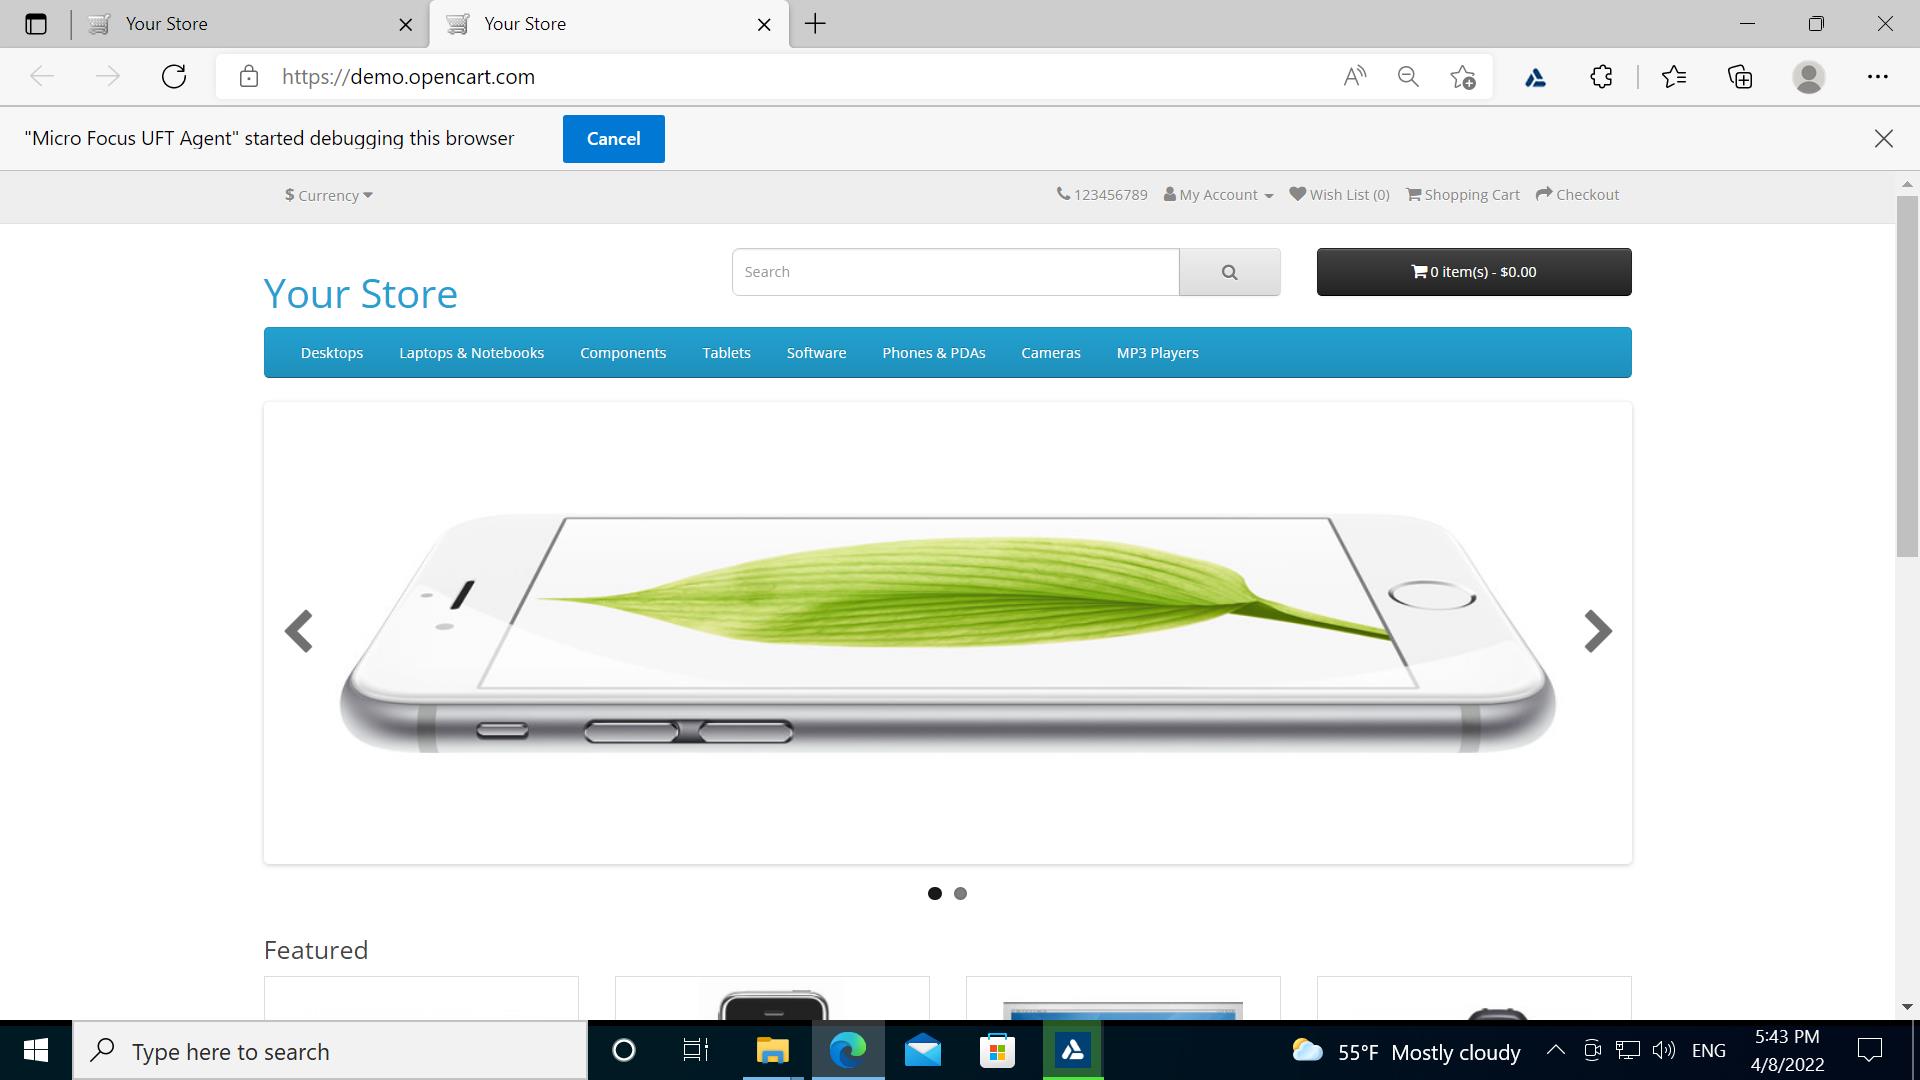 Your Store
Your Store
https://demo.opencart.com
"Micro Focus UFT Agent" started debugging this browser
Cancel
$ Currency
123456789
My Account
Wish List (0)
Shopping Cart
Checkout
Your Store
Search
0 item(s) - $0.00
Desktops
Laptops & Notebooks
Components
Tablets
Software
Phones & PDAs
Cameras
MP3 Players
Featured
Type here to search
55°F Mostly cloudy
ENG
5:43 PM
4/8/2022